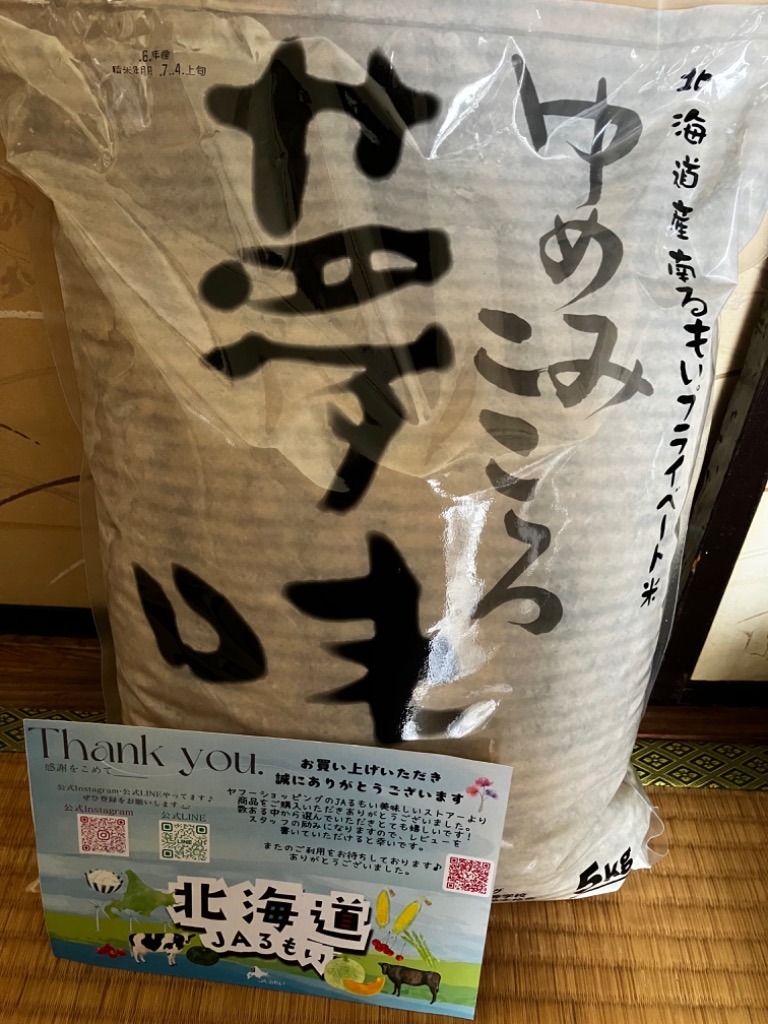 6.年産
精米時期 .7..4.上旬
北海道産南るもいプライベート米
ゆめみごころ
夢味
5kg
Thank you.
感謝をこめて
お買い上げいただき
誠にありがとうございます
公式Instagram・公式LINEやってます♪
ぜひ登録をお願いします
公式Instagram
公式LINE
LINE
ヤフーショッピングのJAるもい美味しいストアーより
商品をご購入いただきありがとうございました。
数ある中から選んでいただきとても嬉しいです!
スタッフの励みになりますので、レビューを
書いていただけると幸いです。
またのご利用をお待ちしております♪
ありがとうございました。
北海道
JAるもい